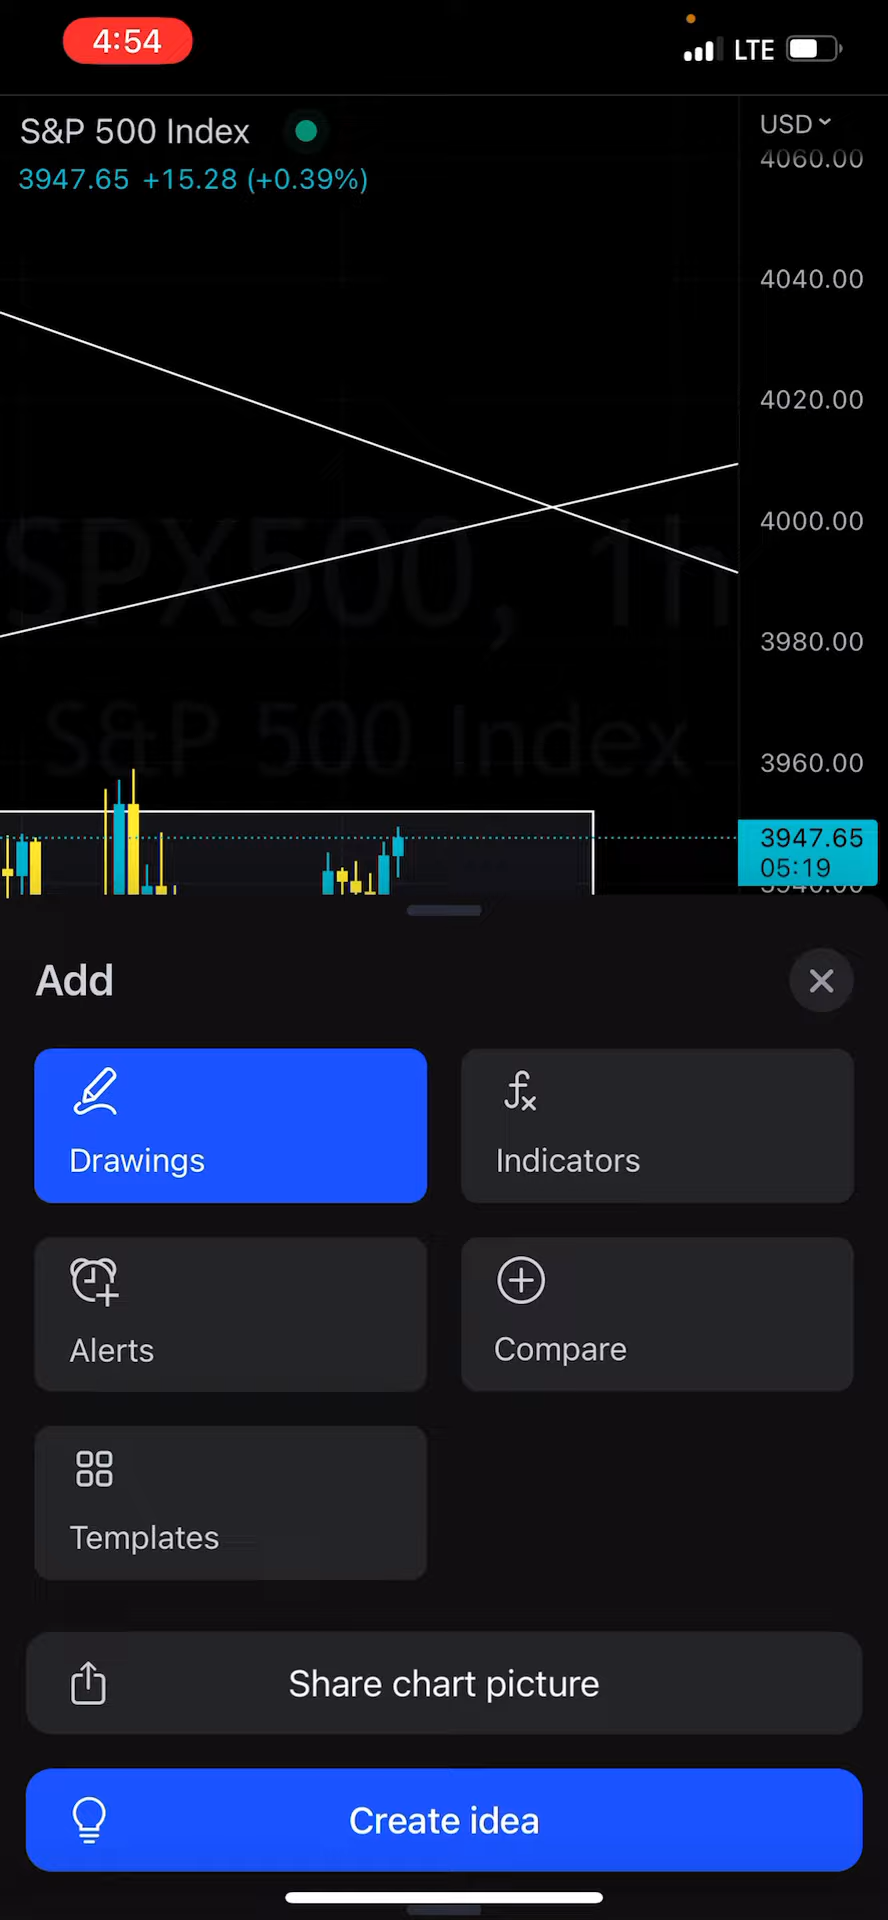 4:54
LTE
S&P 500 Index
USD
3947.65 +15.28 (+0.39%)
4060.00
4040.00
4020.00
4000.00
SPX500, 1h
3980.00
S&P 500 Index
3960.00
3947.65
05:19
3940.00
Add
Drawings
Indicators
Alerts
Compare
Templates
Share chart picture
Create idea